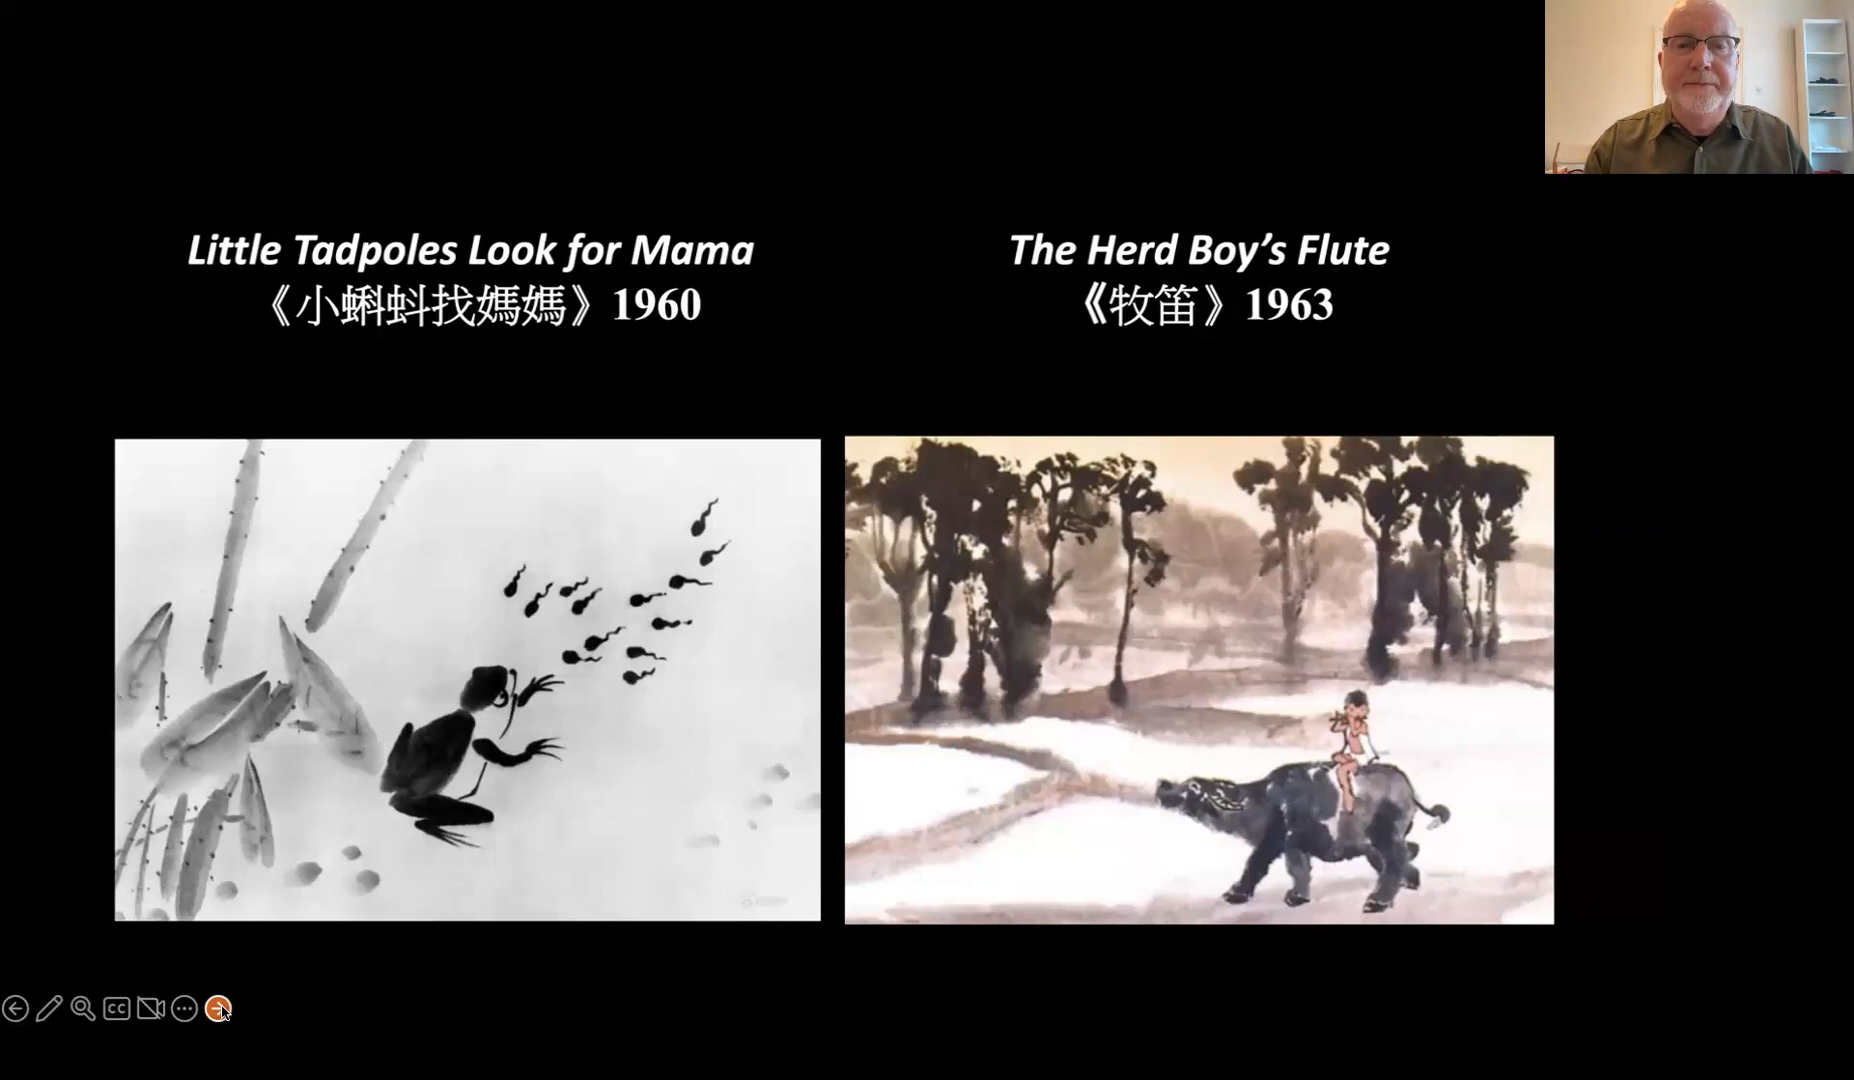 Little Tadpoles Look for Mama
《小蝌蚪找媽媽》1960
The Herd Boy’s Flute
《牧笛》1963
CC